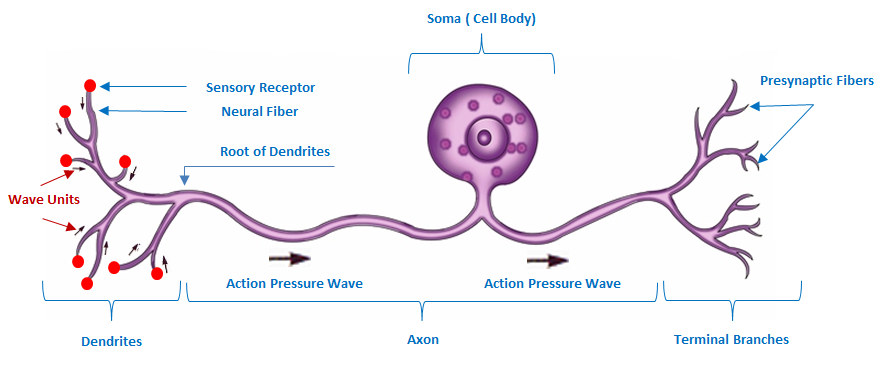 Soma ( Cell Body)
Sensory Receptor
Presynaptic Fibers
Neural Fiber
Root of Dendrites
Wave Units
Action Pressure Wave
Action Pressure Wave
Dendrites
Axon
Terminal Branches